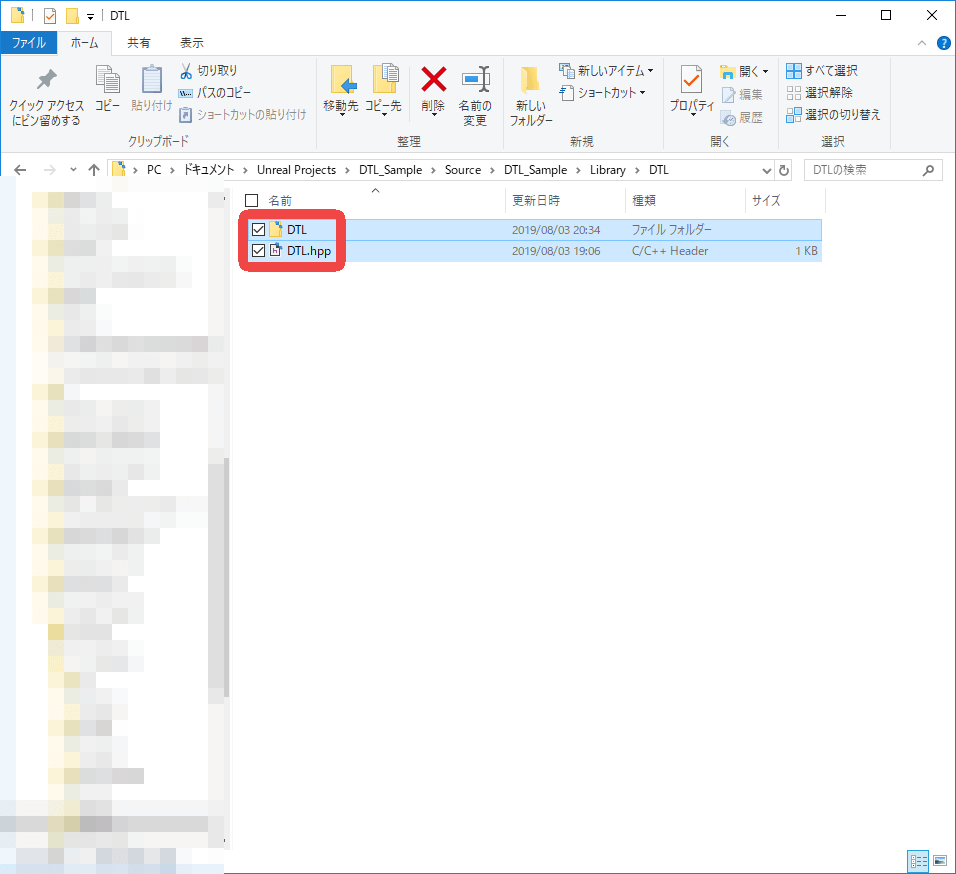 DTL
ファイル ホーム 共有 表示
クイック アクセス
にピン留めする
コピー
貼り付け
切り取り
パスのコピー
ショートカットの貼り付け
クリップボード
移動先
コピー先
削除
名前の
変更
整理
新しい
フォルダー
新しいアイテム
ショートカット
新規
プロパティ
開く
編集
履歴
開く
すべて選択
選択解除
選択の切り替え
選択
PC > ドキュメント > Unreal Projects > DTL_Sample > Source > DTL_Sample > Library > DTL
DTLの検索
名前 更新日時 種類 サイズ
DTL 2019/08/03 20:34 ファイル フォルダー
DTL.hpp 2019/08/03 19:06 C/C++ Header 1 KB